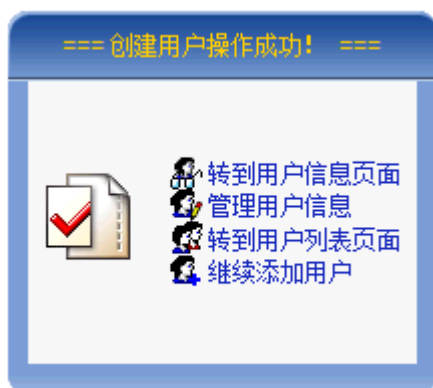 === 创建用户操作成功! ===
转到用户信息页面
管理用户信息
转到用户列表页面
继续添加用户